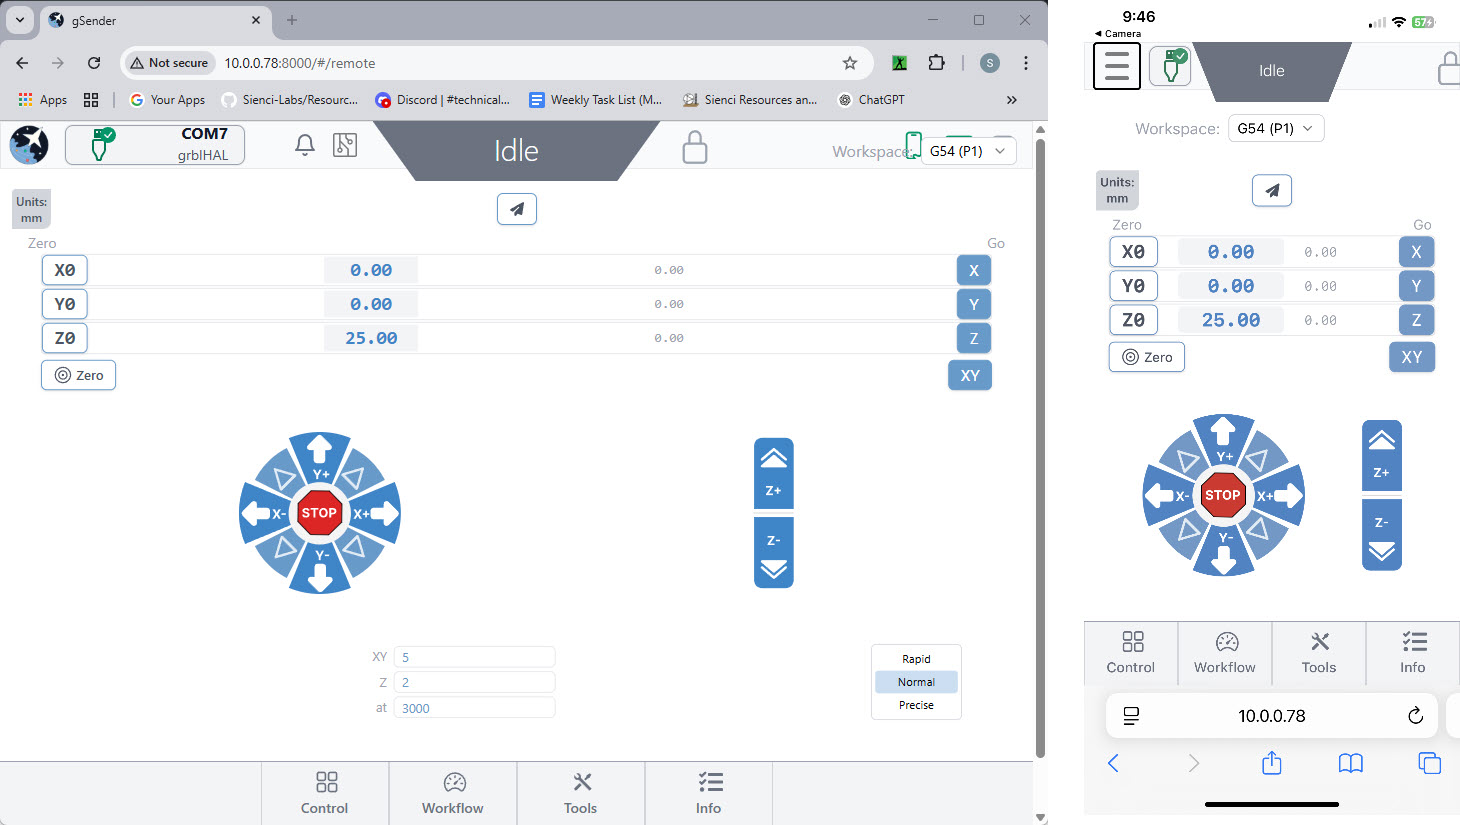 gSender
Not secure
10.0.0.78:8000/#/remote
S
Apps
Your Apps
Sienci-Labs/Resourc...
Discord | #technical...
Weekly Task List (M...
Sienci Resources an...
ChatGPT
COM7
grblHAL
Idle
Workspace:
G54 (P1)
Units:
mm
Zero
Go
X0
0.00
0.00
X
Y0
0.00
0.00
Y
Z0
25.00
0.00
Z
Zero
XY
Y+
X-
STOP
X+
Y-
Z+
Z-
XY
5
Z
2
at
3000
Rapid
Normal
Precise
Control
Workflow
Tools
Info
9:46
57
Camera
Idle
Workspace:
G54 (P1)
Units:
mm
Zero
Go
X0
0.00
0.00
X
Y0
0.00
0.00
Y
Z0
25.00
0.00
Z
Zero
XY
Y+
X-
STOP
X+
Y-
Z+
Z-
Control
Workflow
Tools
Info
10.0.0.78